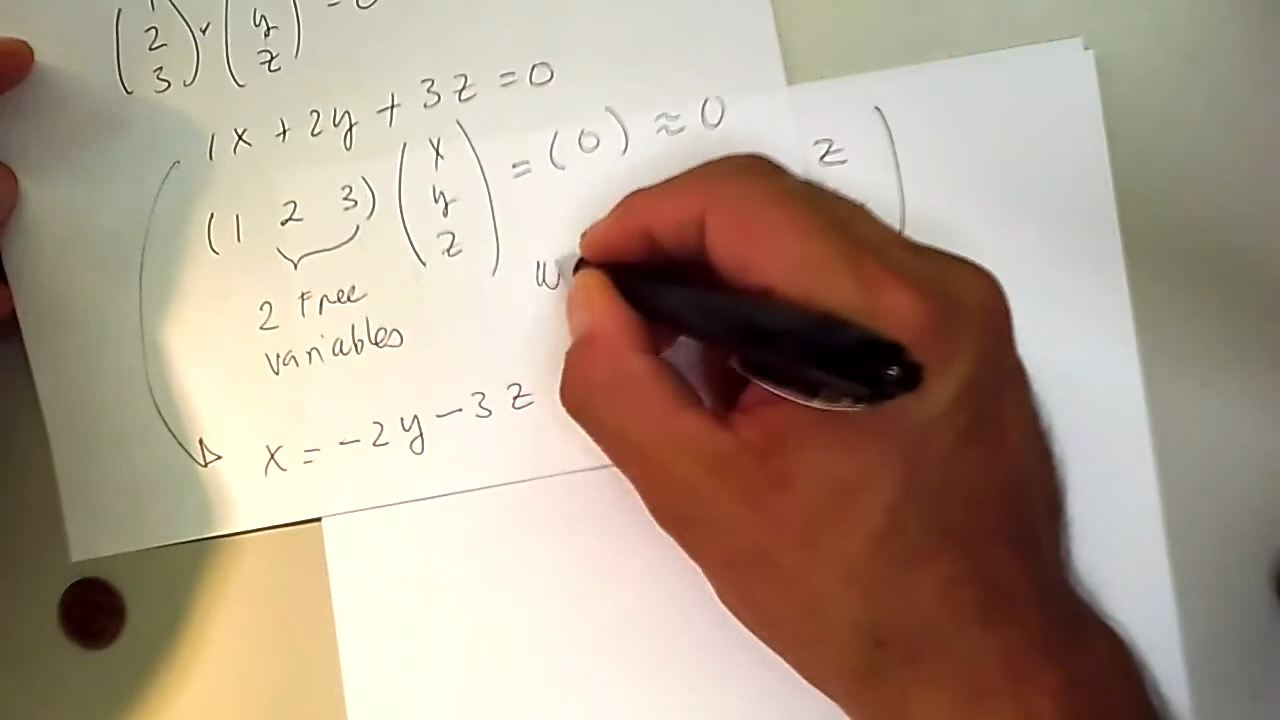 (1 2 3) · (y z) = 0
1x + 2y + 3z = 0
(1 2 3) (x y z) = (0) ≈ 0
z
2 Free
variables
x = -2y - 3z